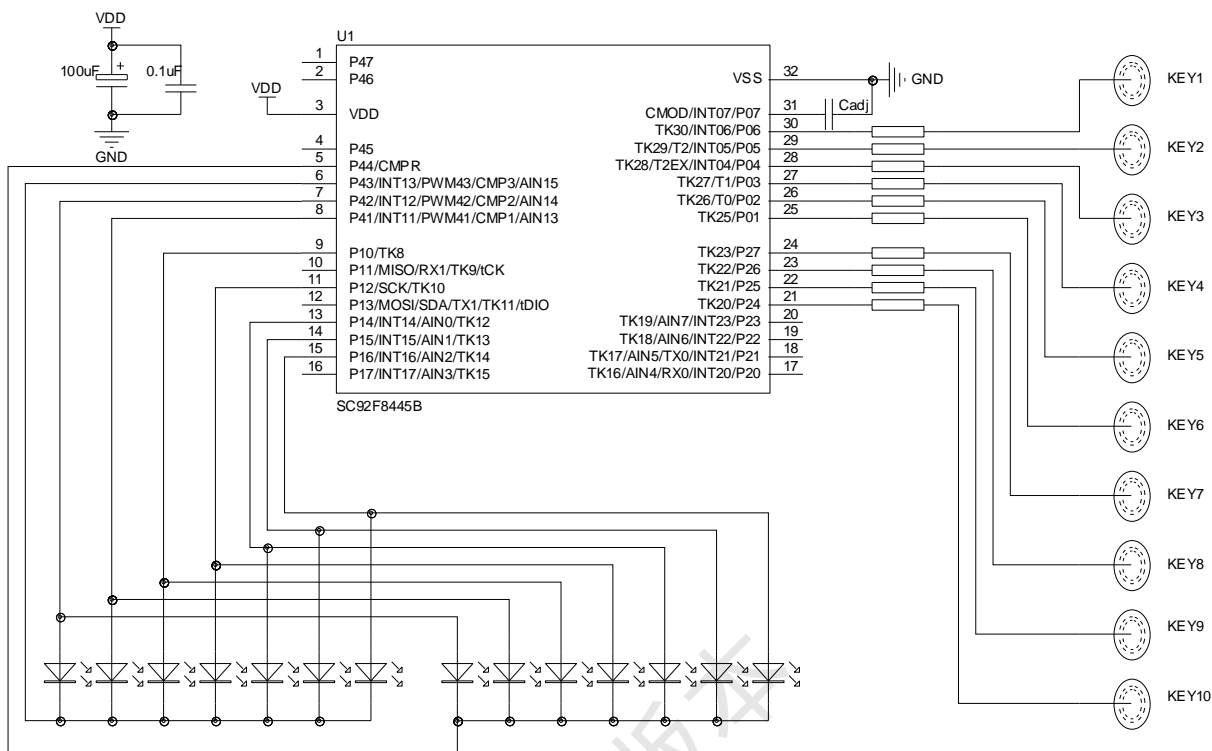 VDD
100uF
+
0.1uF
GND
VDD
U1
1 P47
2 P46
3 VDD
4 P45
5 P44/CMPR
6 P43/INT13/PWM43/CMP3/AIN15
7 P42/INT12/PWM42/CMP2/AIN14
8 P41/INT11/PWM41/CMP1/AIN13
9 P10/TK8
10 P11/MISO/RX1/TK9/tCK
11 P12/SCK/TK10
12 P13/MOSI/SDA/TX1/TK11/tDIO
13 P14/INT14/AIN0/TK12
14 P15/INT15/AIN1/TK13
15 P16/INT16/AIN2/TK14
16 P17/INT17/AIN3/TK15
VSS 32
CMOD/INT07/P07 31
TK30/INT06/P06 30
TK29/T2/INT05/P05 29
TK28/T2EX/INT04/P04 28
TK27/T1/P03 27
TK26/T0/P02 26
TK25/P01 25
TK23/P27 24
TK22/P26 23
TK21/P25 22
TK20/P24 21
TK19/AIN7/INT23/P23 20
TK18/AIN6/INT22/P22 19
TK17/AIN5/TX0/INT21/P21 18
TK16/AIN4/RX0/INT20/P20 17
SC92F8445B
GND
Cadj
KEY1
KEY2
KEY3
KEY4
KEY5
KEY6
KEY7
KEY8
KEY9
KEY10
版本